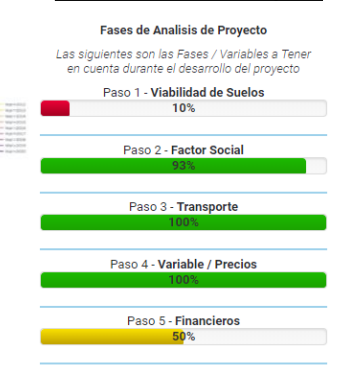 Fases de Analisis de Proyecto
Las siguientes son las Fases / Variables a Tener
en cuenta durante el desarrollo del proyecto
Paso 1 - Viabilidad de Suelos
10%
Paso 2 - Factor Social
93%
Paso 3 - Transporte
100%
Paso 4 - Variable / Precios
100%
Paso 5 - Financieros
50%